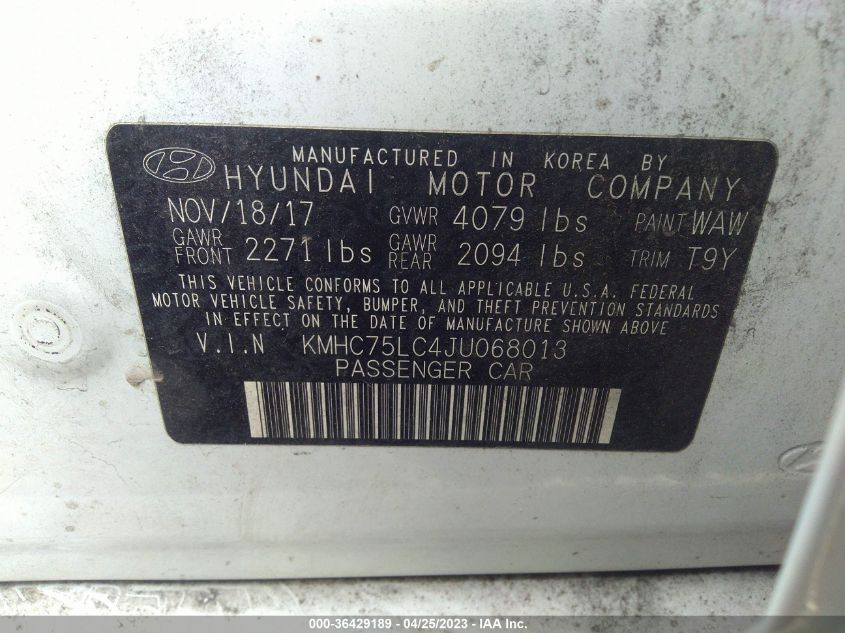 MANUFACTURED IN KOREA BY
HYUNDAI MOTOR COMPANY
NOV/18/17 GVWR 4079 lbs PAINT WAW
GAWR FRONT 2271 lbs GAWR REAR 2094 lbs TRIM T9Y
THIS VEHICLE CONFORMS TO ALL APPLICABLE U.S.A. FEDERAL
MOTOR VEHICLE SAFETY, BUMPER, AND THEFT PREVENTION STANDARDS
IN EFFECT ON THE DATE OF MANUFACTURE SHOWN ABOVE
V.I.N KMHC75LC4JU068013
PASSENGER CAR
000-36429189 - 04/25/2023 - IAA Inc.